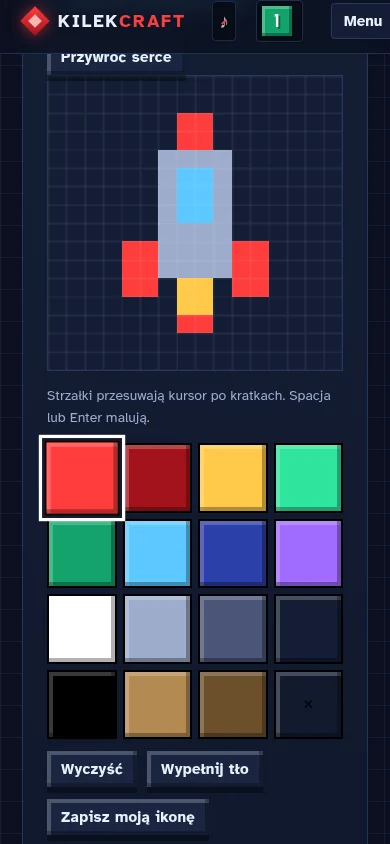 KILEKCRAFT
♪
1
Menu
Przywróć serce
Strzałki przesuwają kursor po kratkach. Spacja
lub Enter malują.
×
Wyczyść
Wypełnij tło
Zapisz moją ikonę